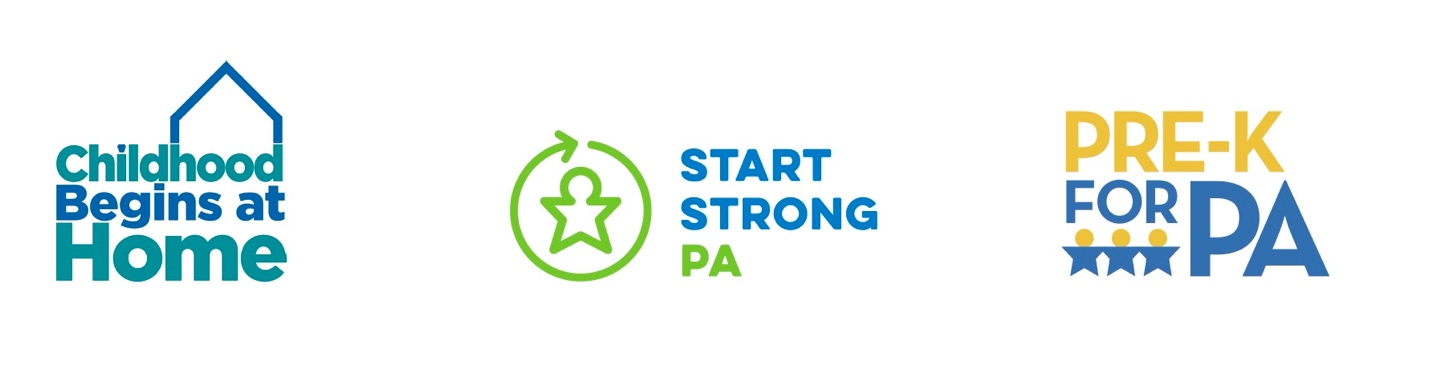 Childhood
Begins at
Home
START
STRONG
PA
PRE-K
FOR PA